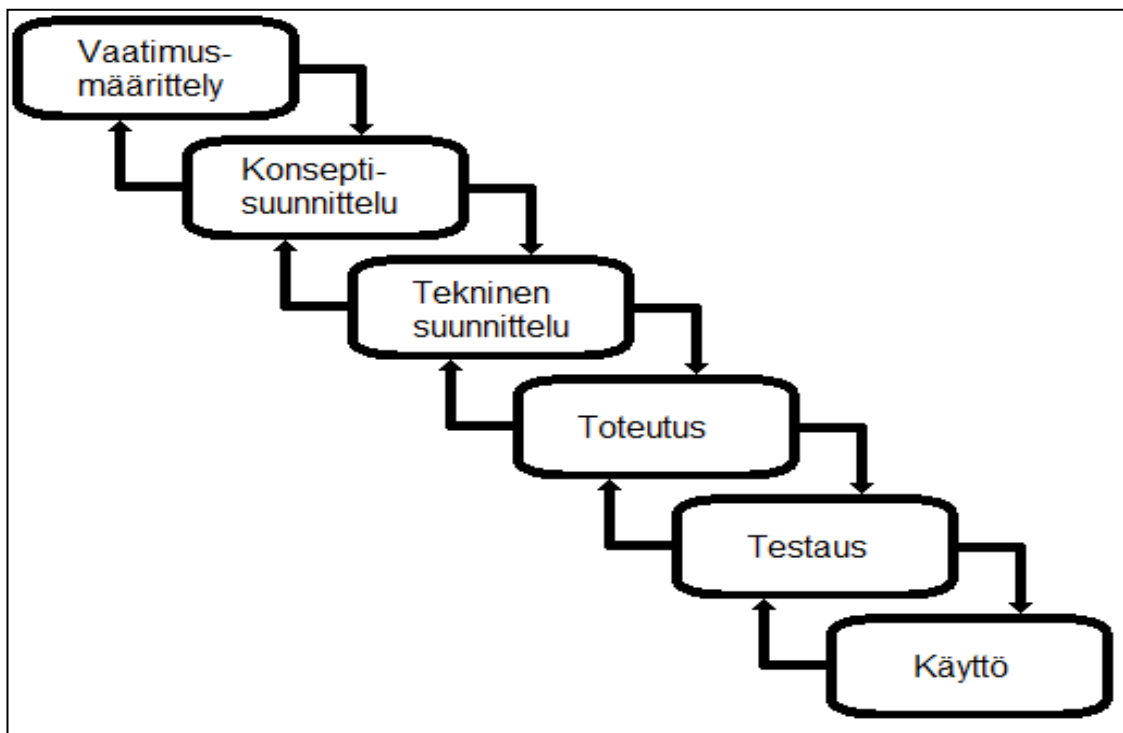 Vaatimus-
määrittely
Konsepti-
suunnittelu
Tekninen
suunnittelu
Toteutus
Testaus
Käyttö